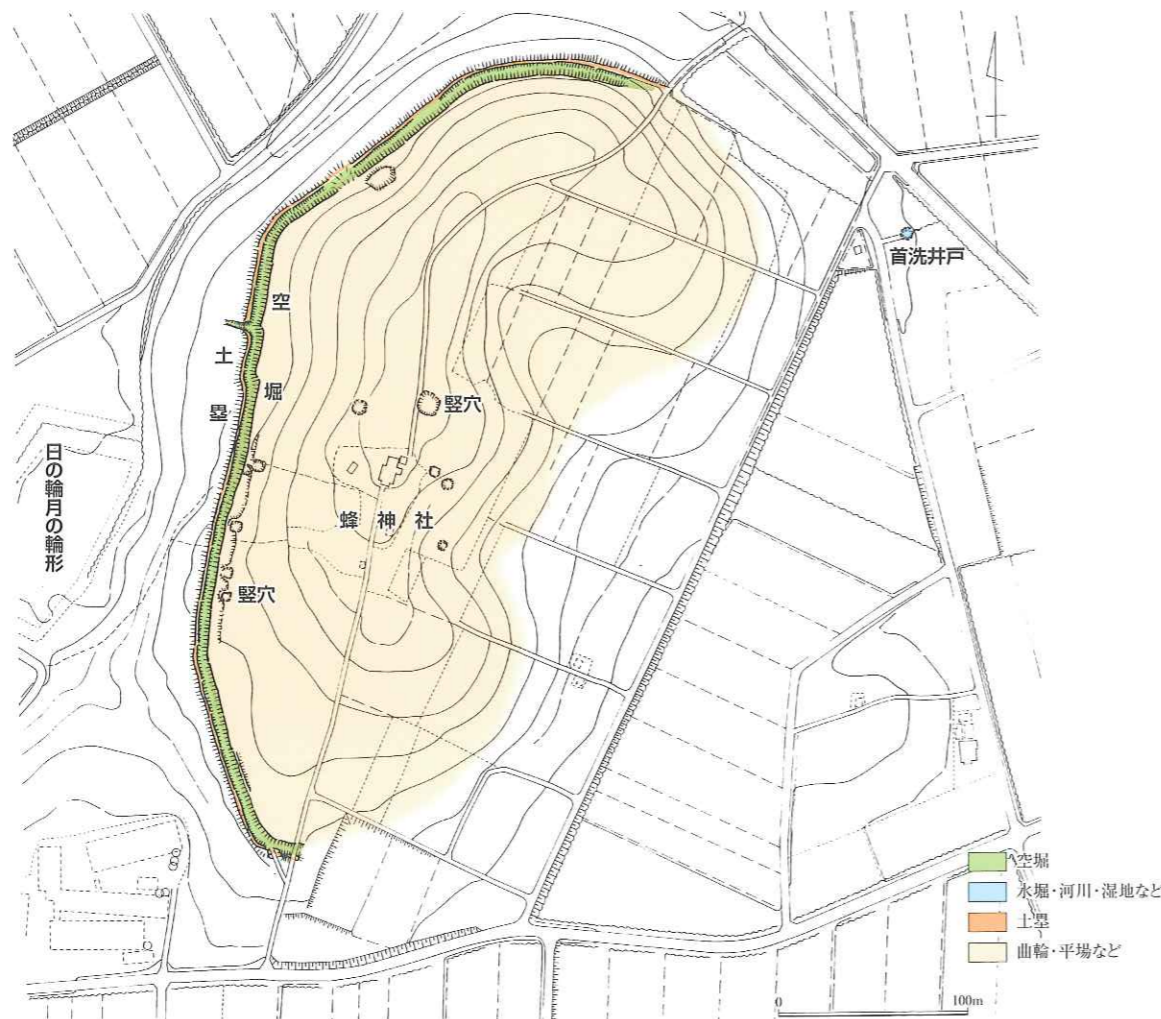 首洗井戸
空堀
土塁
竪穴
日の輪月の輪形
蜂神社
竪穴
空堀
水堀・河川・湿地など
土塁
曲輪・平場など
0 100m